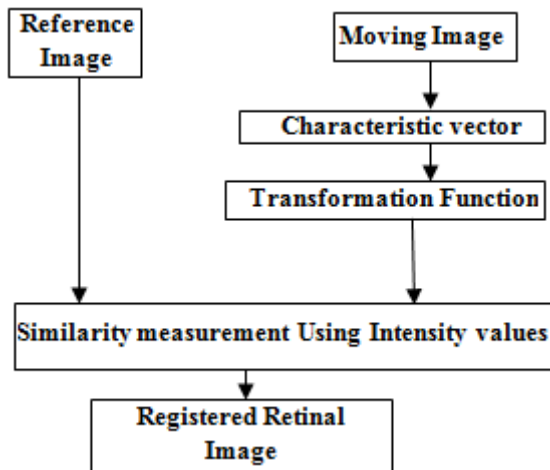 Reference
Image
Moving Image
Characteristic vector
Transformation Function
Similarity measurement Using Intensity values
Registered Retinal
Image